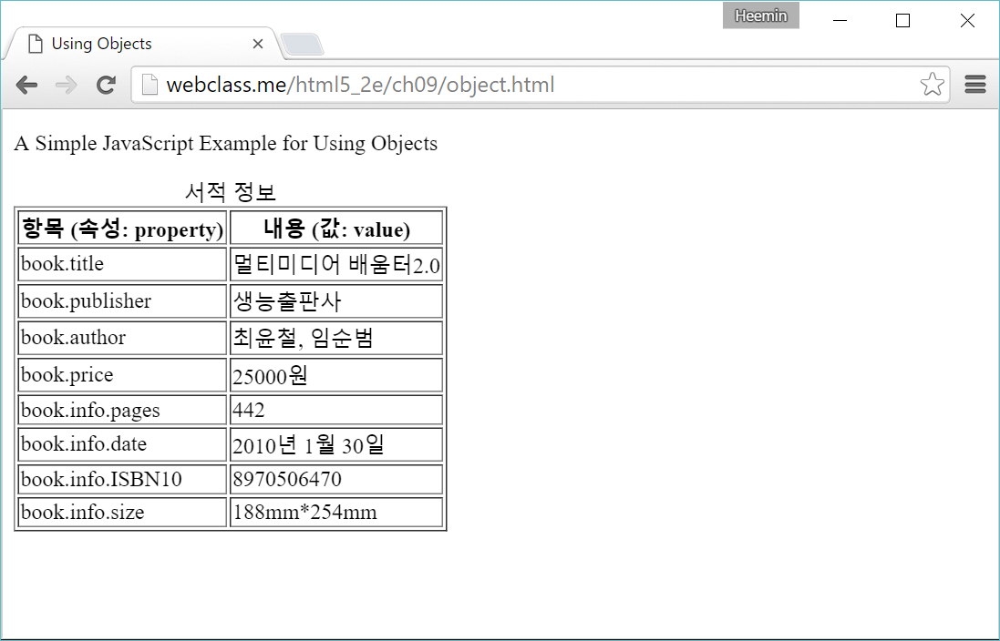 Heemin
Using Objects
webclass.me/html5_2e/ch09/object.html
A Simple JavaScript Example for Using Objects
서적 정보
항목 (속성: property) 내용 (값: value)
book.title 멀티미디어 배움터2.0
book.publisher 생능출판사
book.author 최윤철, 임순범
book.price 25000원
book.info.pages 442
book.info.date 2010년 1월 30일
book.info.ISBN10 8970506470
book.info.size 188mm*254mm